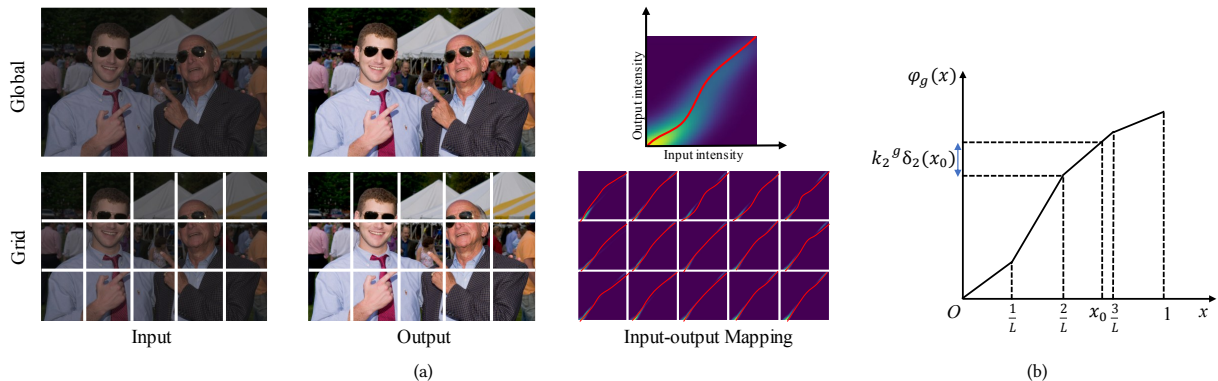 Global
Output intensity
Input intensity
Grid
Input
Output
Input-output Mapping
(a)
φ_g(x)
k_2^g δ_2(x_0)
O
1/L
2/L
x_0
3/L
1
x
(b)